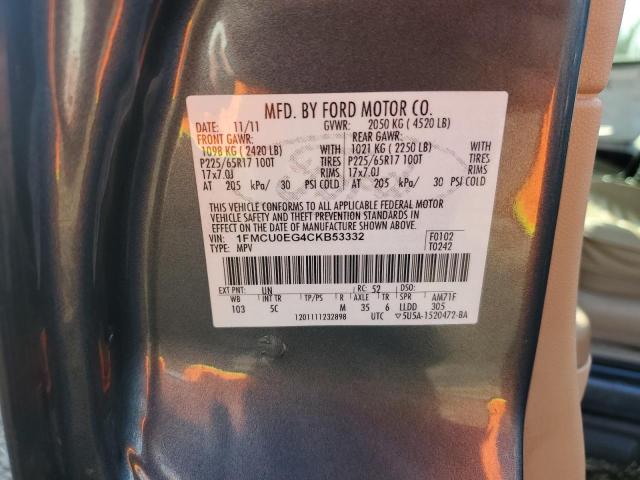 MFD. BY FORD MOTOR CO.
DATE: 11/11 GVWR: 2050 KG ( 4520 LB)
FRONT GAWR: REAR GAWR:
1098 KG ( 2420 LB) WITH 1021 KG ( 2250 LB) WITH
P225/65R17 100T TIRES P225/65R17 100T TIRES
17x7.0J RIMS 17x7.0J RIMS
AT 205 kPa/ 30 PSI COLD AT 205 kPa/ 30 PSI COLD
THIS VEHICLE CONFORMS TO ALL APPLICABLE FEDERAL MOTOR
VEHICLE SAFETY AND THEFT PREVENTION STANDARDS IN
EFFECT ON THE DATE OF MANUFACTURE SHOWN ABOVE.
VIN: 1FMCU0EG4CKB53332 F0102
TYPE: MPV T0242
EXT PNT: UN RC: 52 DSO:
WB INT TR TP/PS R AXLE TR SPR AM71F
103 5C M 35 6 LLDD 305
1201111232898 UTC ▽5U5A-1520472-BA